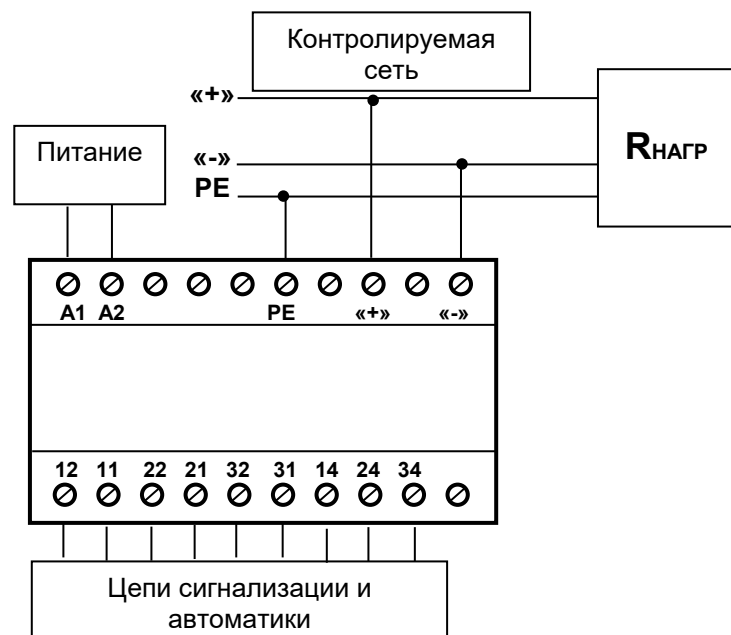 Контролируемая
сеть
«+»
Питание
«-»
PE
RНАГР
A1 A2 PE «+» «-»
12 11 22 21 32 31 14 24 34
Цепи сигнализации и
автоматики